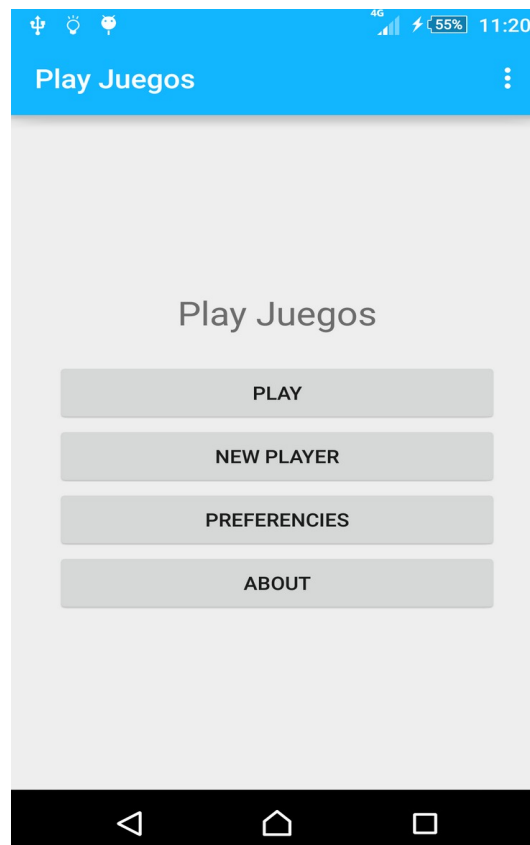 4G
55% 11:20
Play Juegos
Play Juegos
PLAY
NEW PLAYER
PREFERENCIES
ABOUT